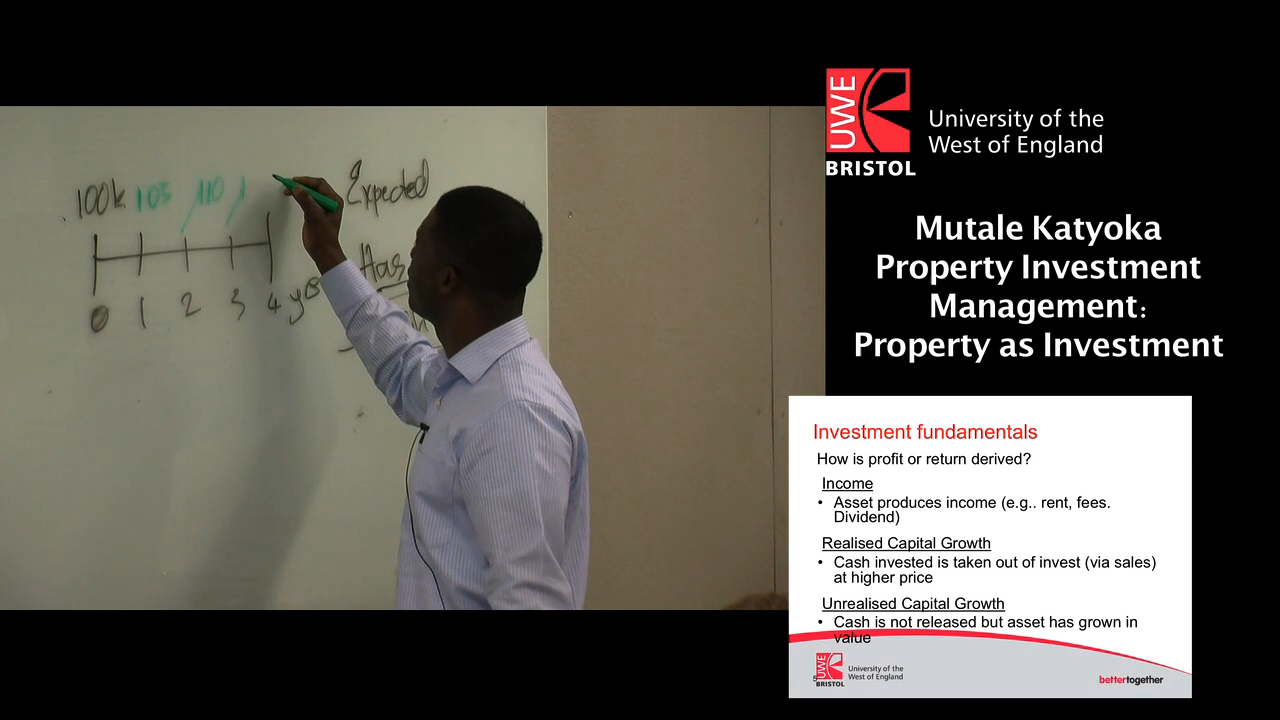 100k 105 110
Expected
Has
0 1 2 3 4
UWE
BRISTOL
University of the
West of England
Mutale Katyoka
Property Investment
Management:
Property as Investment
Investment fundamentals
How is profit or return derived?
Income
• Asset produces income (e.g.. rent, fees.
Dividend)
Realised Capital Growth
• Cash invested is taken out of invest (via sales)
at higher price
Unrealised Capital Growth
• Cash is not released but asset has grown in
value
UWE
BRISTOL
University of the
West of England
5
bettertogether